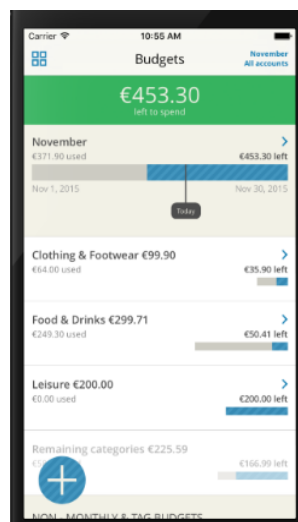 Carrier 10:55 AM
Budgets
November
All accounts
€453.30
left to spend
November
€371.90 used €453.30 left
Nov 1, 2015 Nov 30, 2015
Today
Clothing & Footwear €99.90
€64.00 used €35.90 left
Food & Drinks €299.71
€249.30 used €50.41 left
Leisure €200.00
€0.00 used €200.00 left
Remaining categories €225.59
€166.99 left
NON - MONTHLY & TAG BUDGETS